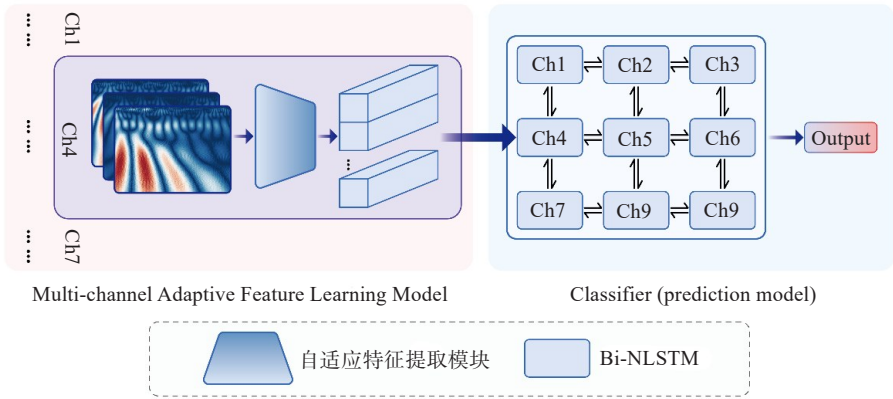 Ch1
……
Ch4
……
Ch7
……
...
Ch1
Ch2
Ch3
Ch4
Ch5
Ch6
Ch7
Ch9
Ch9
Output
Multi-channel Adaptive Feature Learning Model
Classifier (prediction model)
自适应特征提取模块
Bi-NLSTM